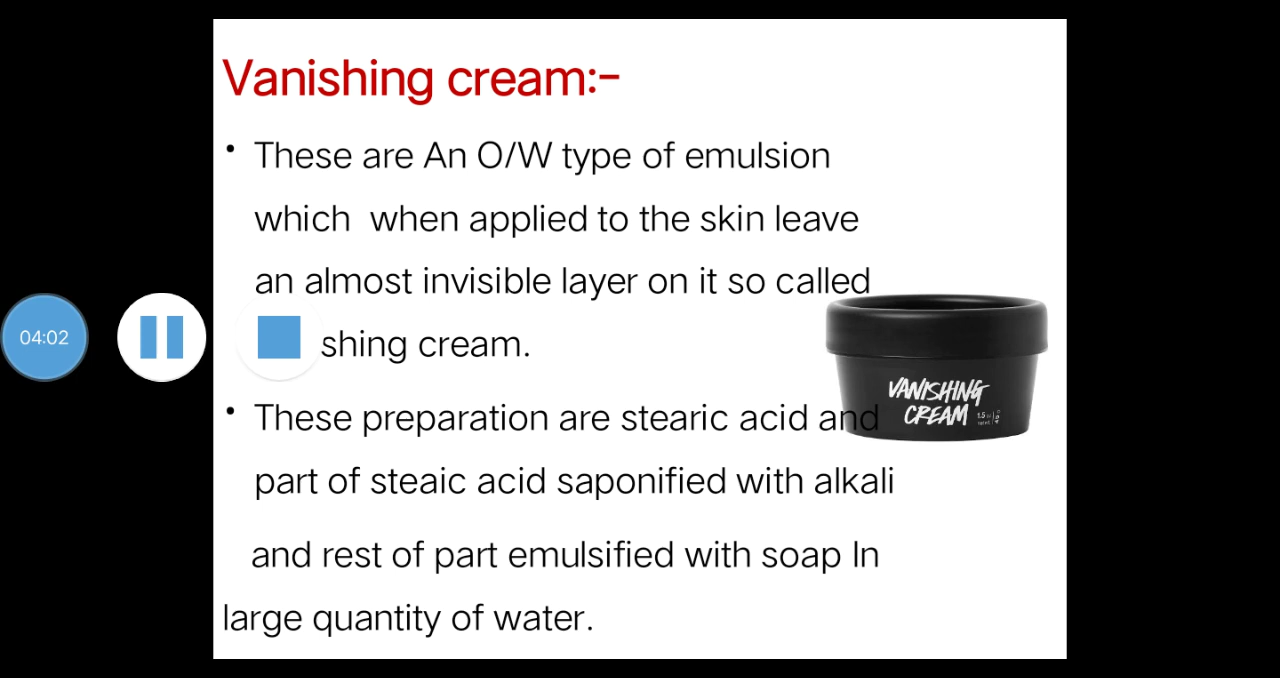 Vanishing cream:-
• These are An O/W type of emulsion
which when applied to the skin leave
an almost invisible layer on it so called
shing cream.
04:02
• These preparation are stearic acid and
part of steaic acid saponified with alkali
and rest of part emulsified with soap In
large quantity of water.
VANISHING
CREAM
1.5